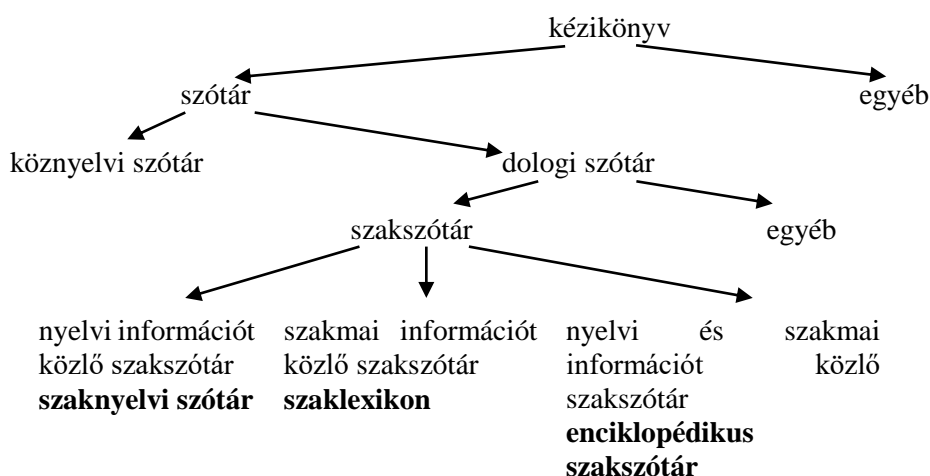 kézikönyv
szótár
egyéb
köznyelvi szótár
dologi szótár
szakszótár
egyéb
nyelvi információt
közlő szakszótár
szaknyelvi szótár
szakmai információt
közlő szakszótár
szaklexikon
nyelvi és szakmai
információt közlő
szakszótár
enciklopédikus
szakszótár